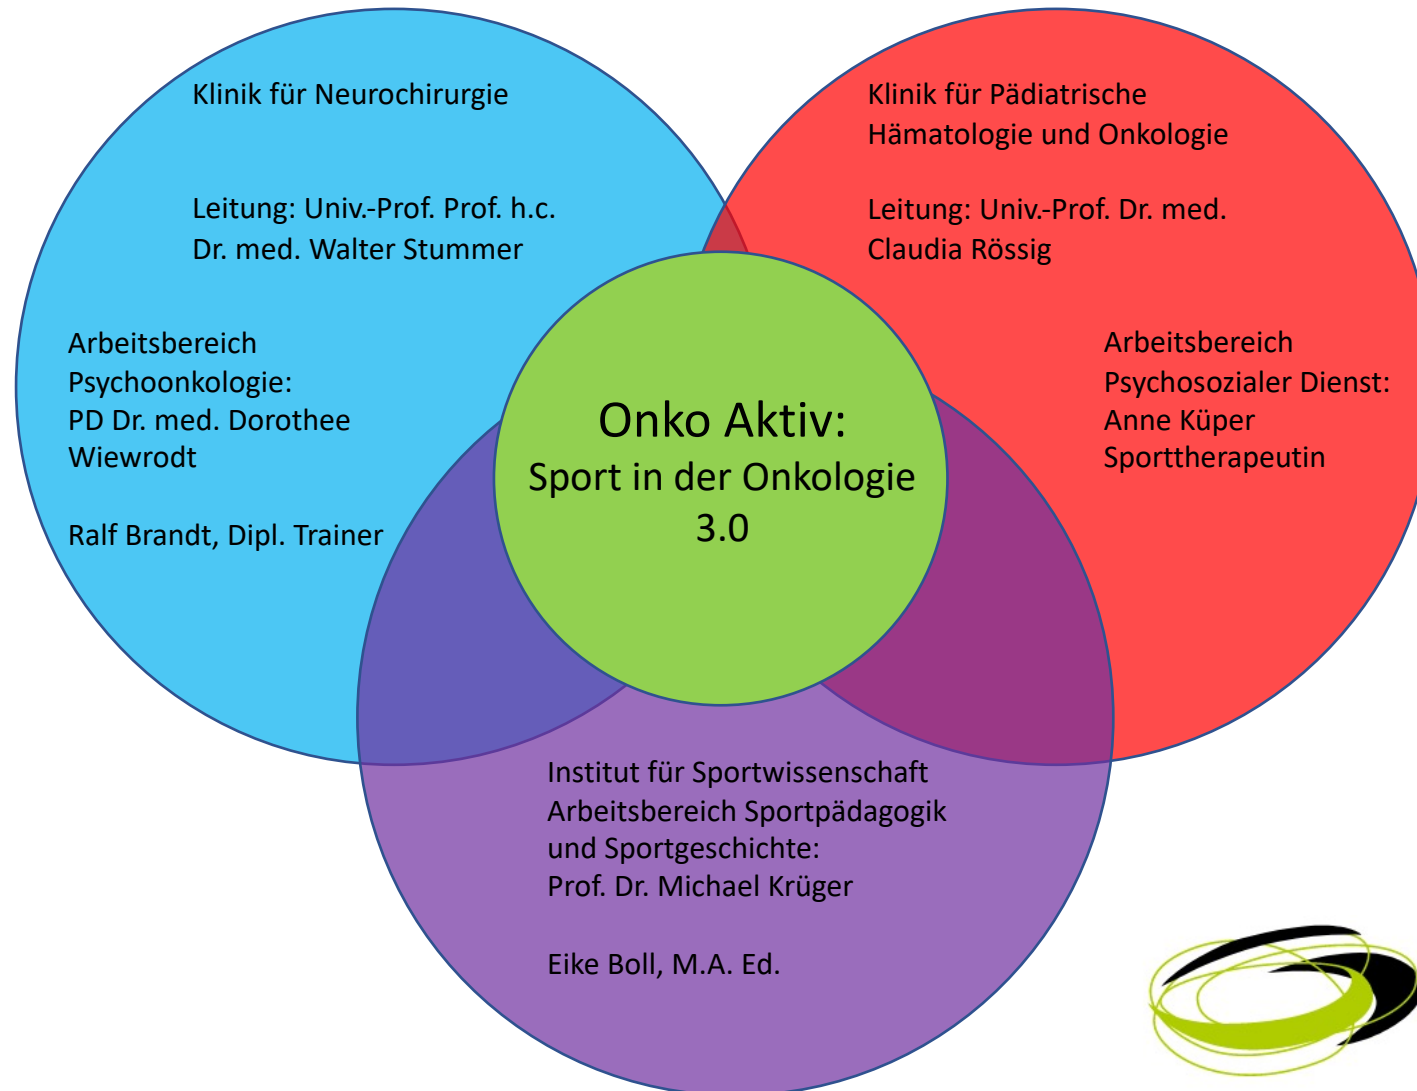 Klinik für Neurochirurgie
Leitung: Univ.-Prof. Prof. h.c.
Dr. med. Walter Stummer
Arbeitsbereich
Psychoonkologie:
PD Dr. med. Dorothee
Wiewrodt
Ralf Brandt, Dipl. Trainer
Klinik für Pädiatrische
Hämatologie und Onkologie
Leitung: Univ.-Prof. Dr. med.
Claudia Rössig
Arbeitsbereich
Psychosozialer Dienst:
Anne Küper
Sporttherapeutin
Onko Aktiv:
Sport in der Onkologie
3.0
Institut für Sportwissenschaft
Arbeitsbereich Sportpädagogik
und Sportgeschichte:
Prof. Dr. Michael Krüger
Eike Boll, M.A. Ed.